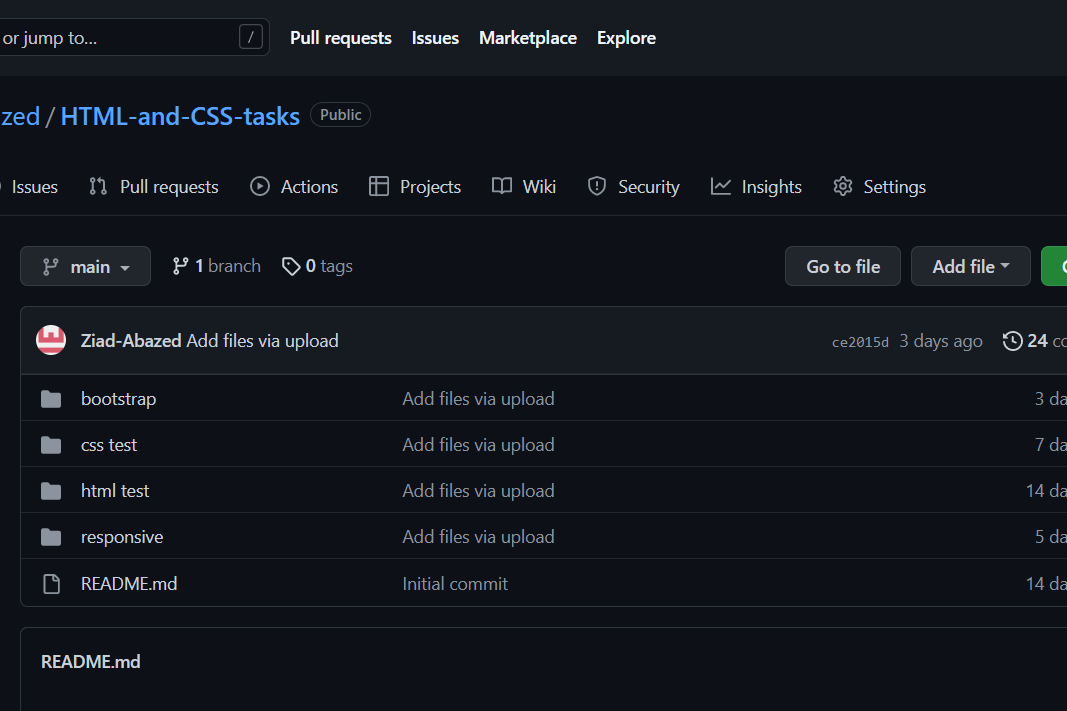 or jump to... / Pull requests Issues Marketplace Explore
zed / HTML-and-CSS-tasks Public
Issues Pull requests Actions Projects Wiki Security Insights Settings
main 1 branch 0 tags Go to file Add file
Ziad-Abazed Add files via upload ce2015d 3 days ago 24 co
bootstrap Add files via upload 3 da
css test Add files via upload 7 da
html test Add files via upload 14 da
responsive Add files via upload 5 da
README.md Initial commit 14 da
README.md